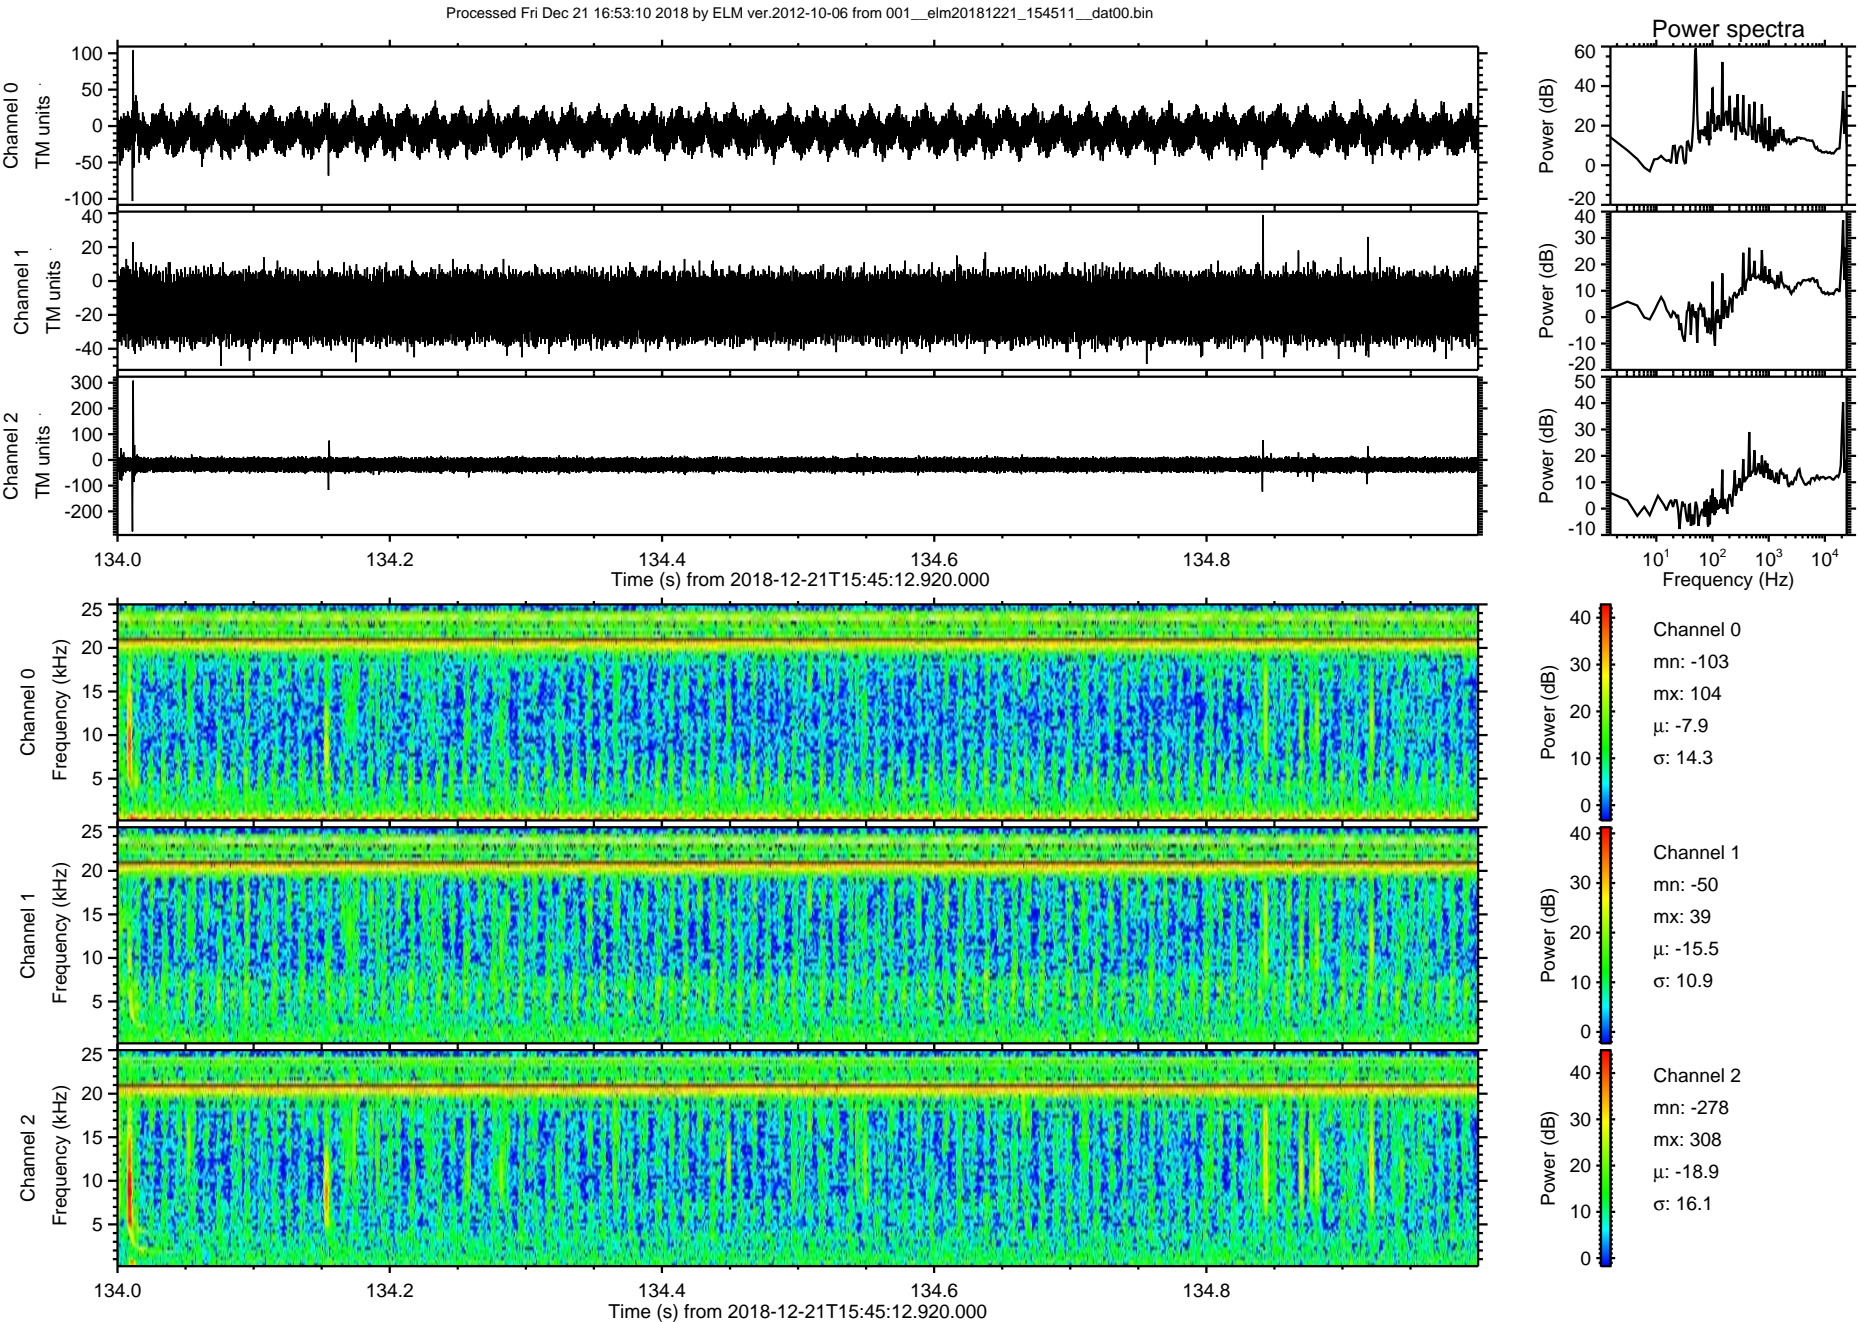 Processed Fri Dec 21 16:53:10 2018 by ELM ver.2012-10-06 from 001__elm20181221_154511__dat00.bin
Power spectra
Channel 0
TM units
100
50
0
-50
-100
Power (dB)
60
40
20
0
-20
Channel 1
TM units
40
20
0
-20
-40
Power (dB)
40
30
20
10
0
-10
-20
Channel 2
TM units
300
200
100
0
-100
-200
Power (dB)
50
40
30
20
10
0
-10
134.0 134.2 134.4 134.6 134.8
Time (s) from 2018-12-21T15:45:12.920.000
10¹ 10² 10³ 10⁴
Frequency (Hz)
Channel 0
Frequency (kHz)
25
20
15
10
5
Power (dB)
40
30
20
10
0
Channel 0
mn: -103
mx: 104
μ: -7.9
σ: 14.3
Channel 1
Frequency (kHz)
25
20
15
10
5
Power (dB)
40
30
20
10
0
Channel 1
mn: -50
mx: 39
μ: -15.5
σ: 10.9
Channel 2
Frequency (kHz)
25
20
15
10
5
Power (dB)
40
30
20
10
0
Channel 2
mn: -278
mx: 308
μ: -18.9
σ: 16.1
134.0 134.2 134.4 134.6 134.8
Time (s) from 2018-12-21T15:45:12.920.000